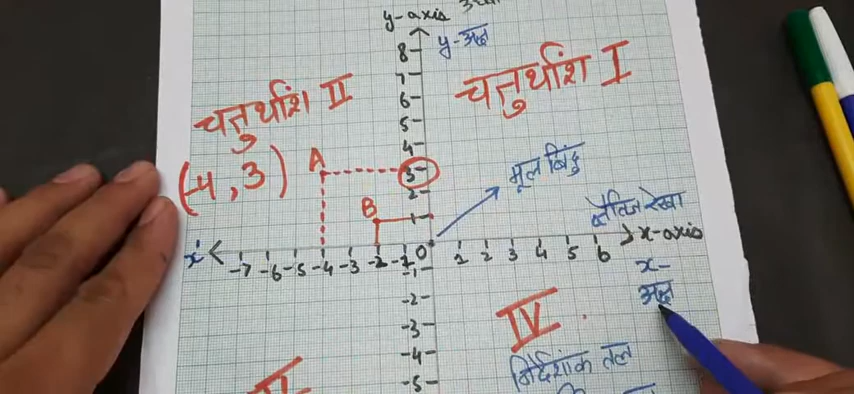 y-axis
y-अक्ष
8
7
6
5
4
3
2
1
चतुर्थांश II
चतुर्थांश I
(-4, 3)
A
B
मूल बिंदु
क्षैतिज रेखा
x-axis
x-
अक्ष
x'
-7 -6 -5 -4 -3 -2 -1 0 1 2 3 4 5 6
-1
-2
-3
-4
-5
IV
निर्देशांक तल